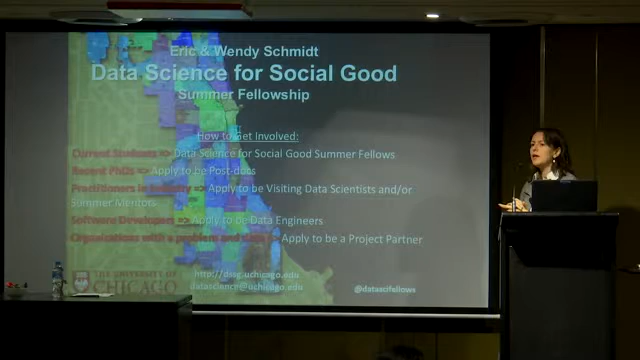 Eric & Wendy Schmidt
Data Science for Social Good
Summer Fellowship
How to Get Involved:
Current Students => Data Science for Social Good Summer Fellows
Recent PhDs => Apply to be Post-docs
Practitioners in Industry => Apply to be Visiting Data Scientists and/or
Summer Mentors
Software Developers => Apply to be Data Engineers
Organizations with a problem and data => Apply to be a Project Partner
http://dssg.uchicago.edu
datascience@uchicago.edu
@datascifellows
THE UNIVERSITY OF
CHICAGO